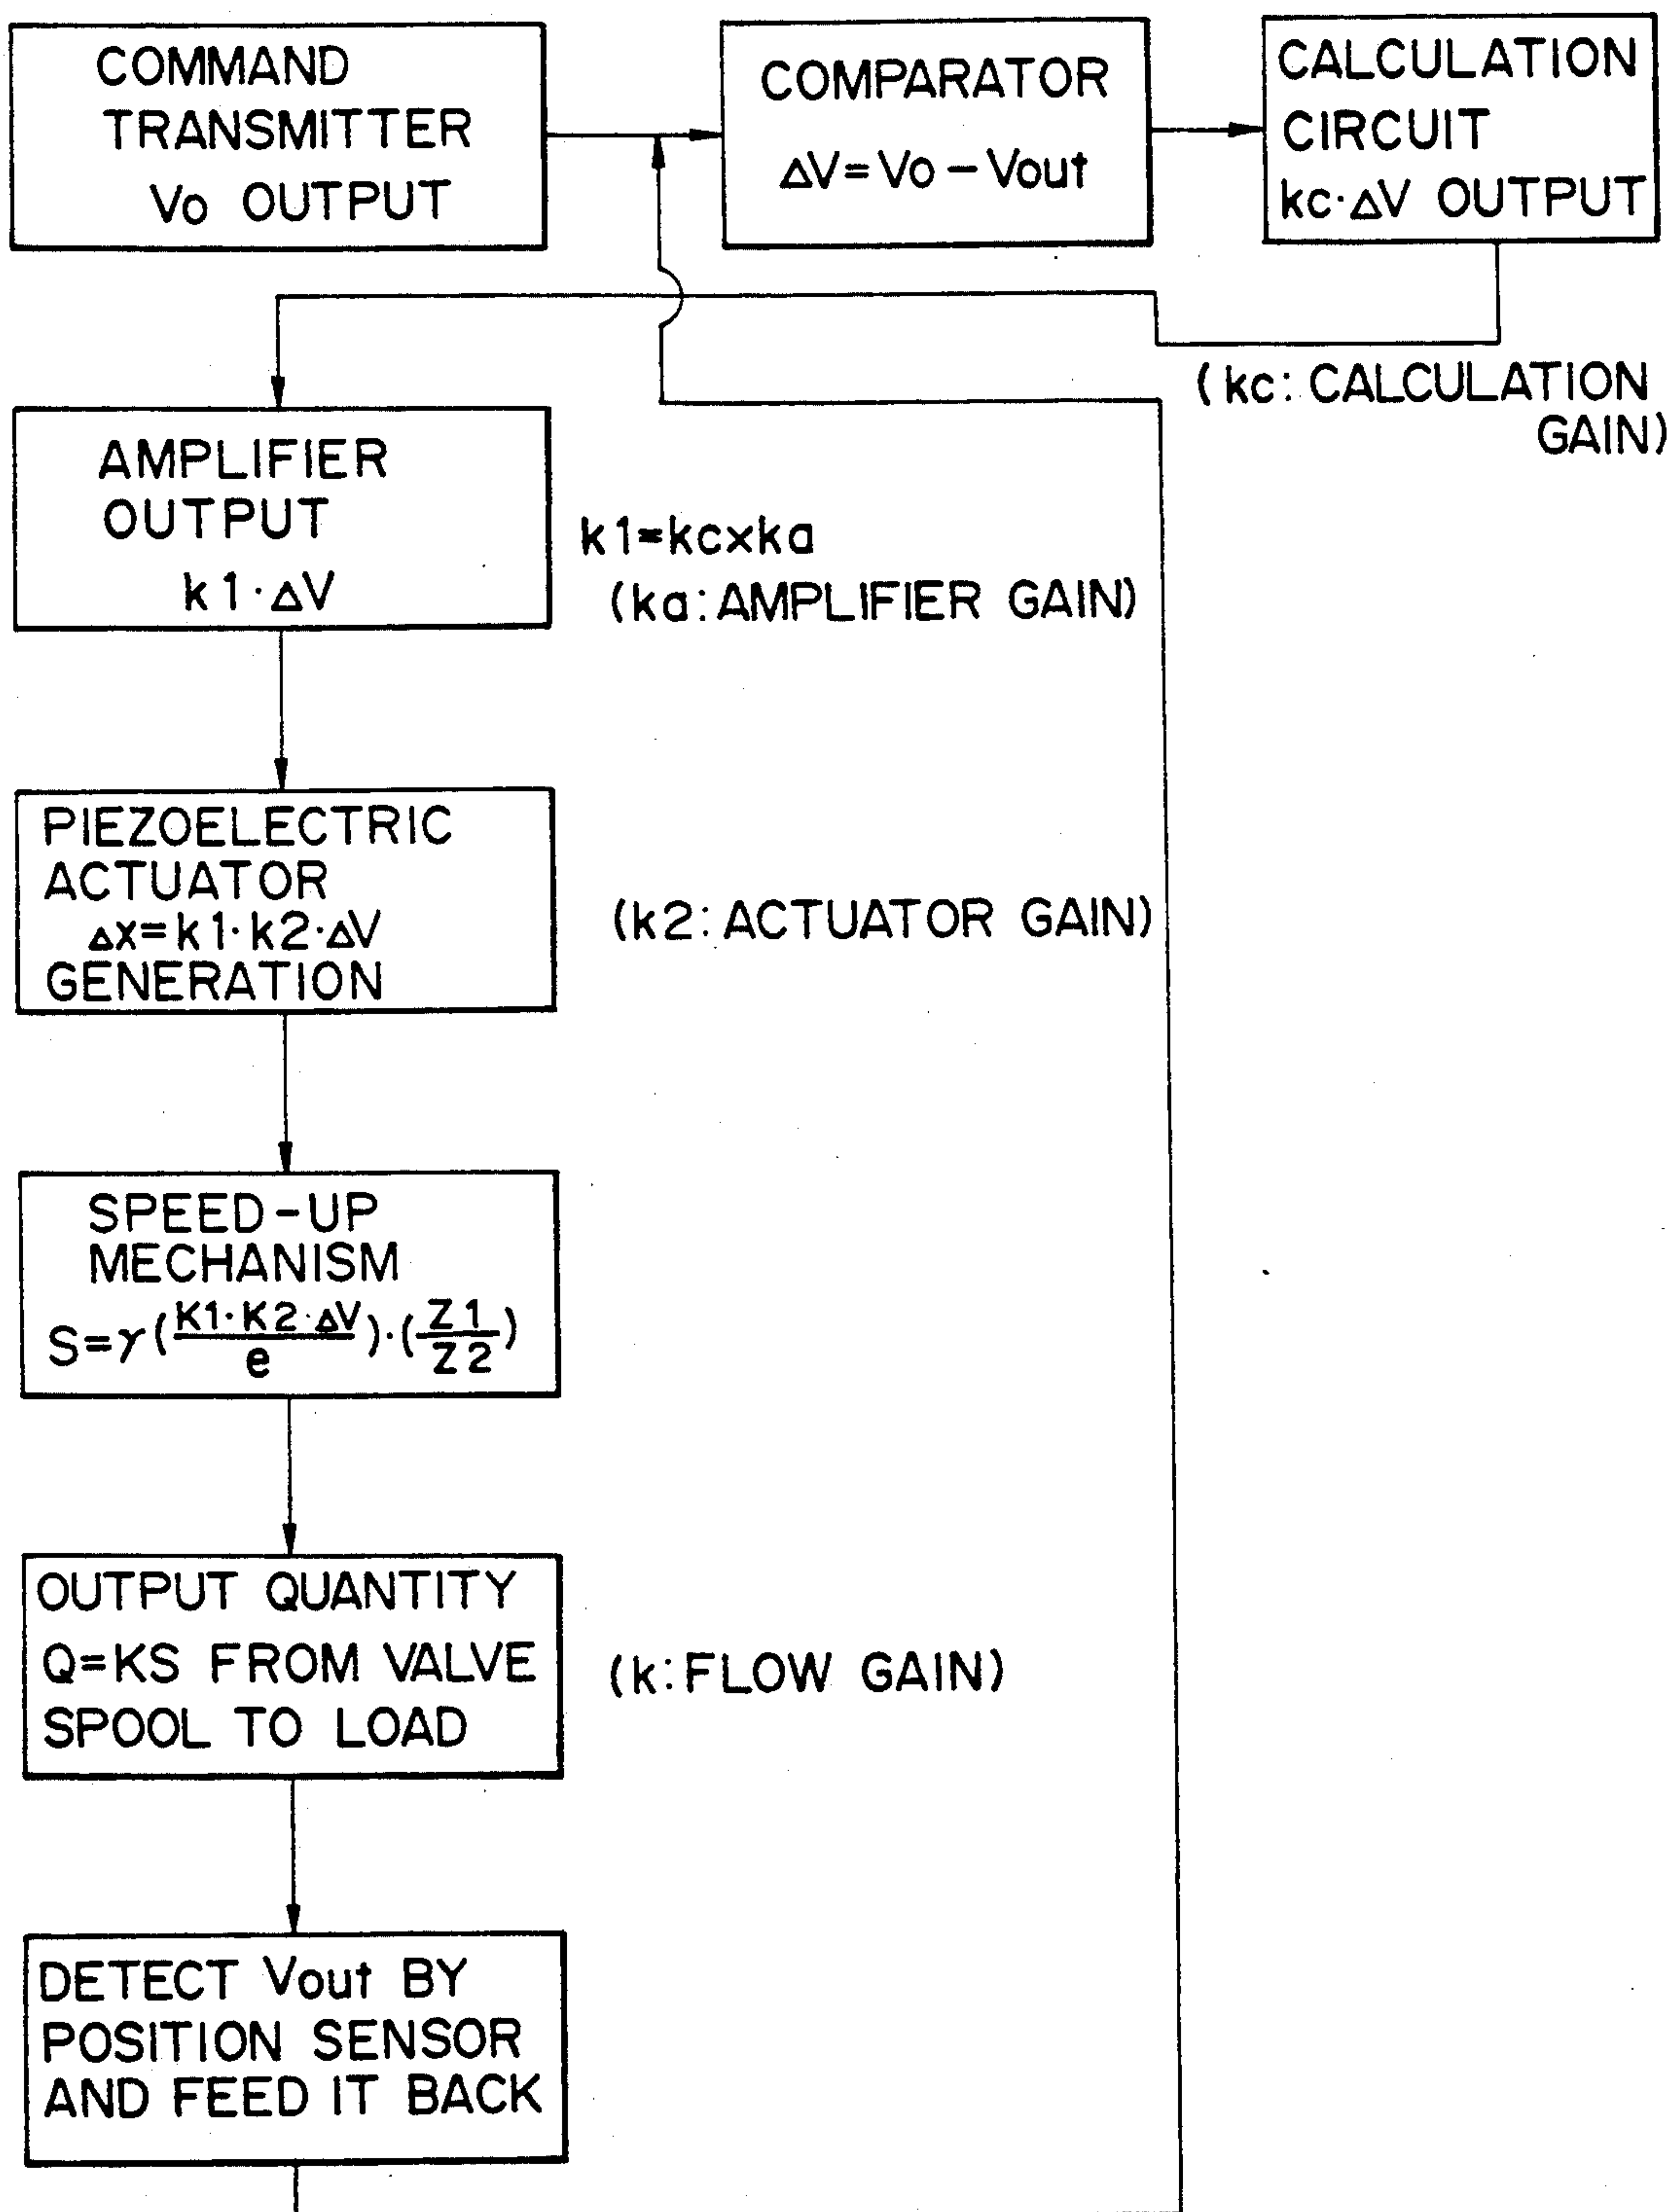 COMMAND
TRANSMITTER
Vo OUTPUT
COMPARATOR
ΔV=Vo-Vout
CALCULATION
CIRCUIT
kc·ΔV OUTPUT
(kc: CALCULATION
GAIN)
AMPLIFIER
OUTPUT
k1·ΔV
k1=kc×ka
(ka: AMPLIFIER GAIN)
PIEZOELECTRIC
ACTUATOR
Δx=k1·k2·ΔV
GENERATION
(k2: ACTUATOR GAIN)
SPEED-UP
MECHANISM
S=γ(K1·K2·ΔV/e)·(Z1/Z2)
OUTPUT QUANTITY
Q=KS FROM VALVE
SPOOL TO LOAD
(k: FLOW GAIN)
DETECT Vout BY
POSITION SENSOR
AND FEED IT BACK